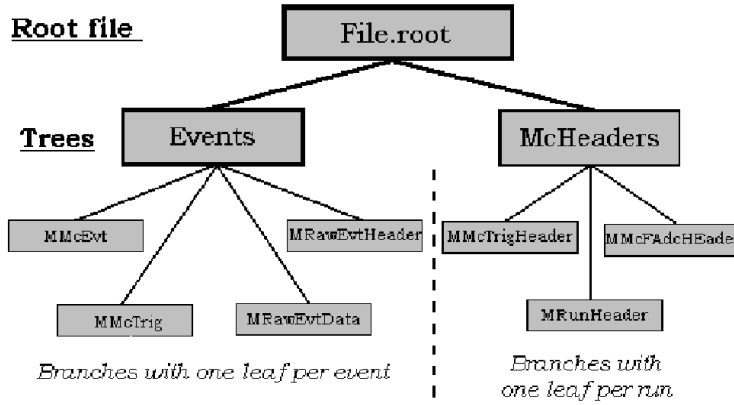 Root file
File.root
Trees
Events
McHeaders
MMcEvt
MRawEvtHeader
MMcTrigHeader
MMcFAdcHEade
MMcTrig
MRawEvtData
MRunHeader
Branches with one leaf per event
Branches with
one leaf per run